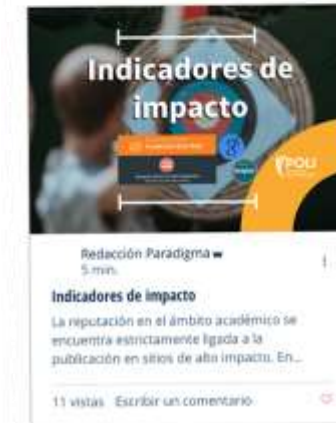 Indicadores de
impacto
POLI
Redacción Paradigma
5 min.
Indicadores de impacto
La reputación en el ámbito académico se
encuentra estrictamente ligada a la
publicación en sitios de alto impacto. En...
11 vistas Escribir un comentario